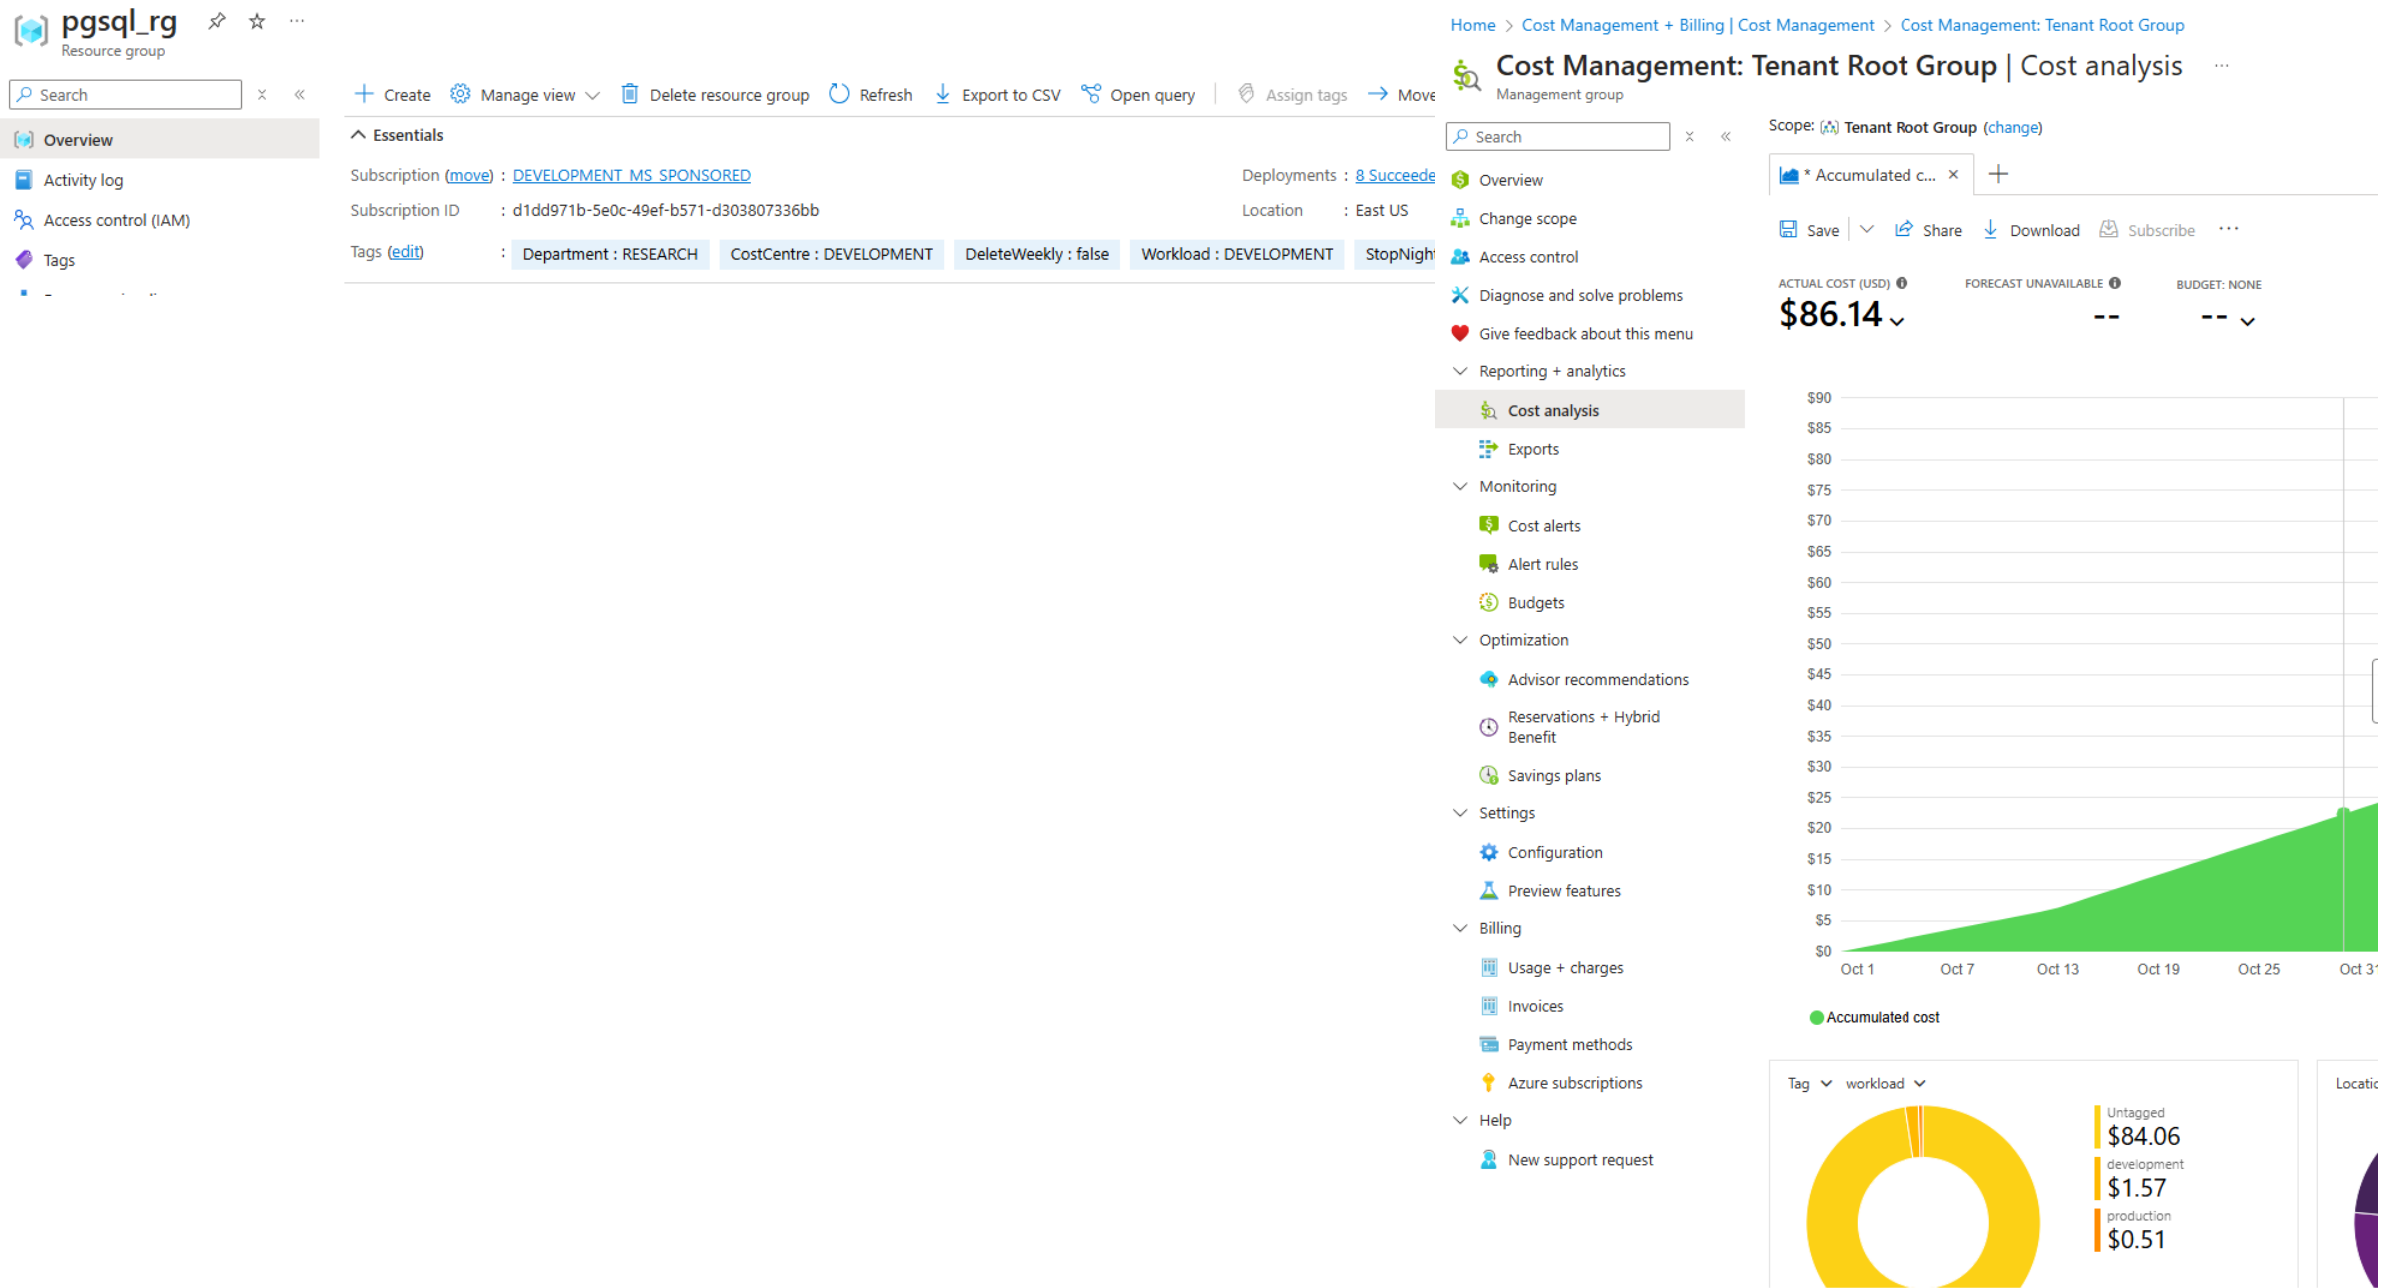 pgsql_rg
Resource group
Search
Overview
Activity log
Access control (IAM)
Tags
Create
Manage view
Delete resource group
Refresh
Export to CSV
Open query
Assign tags
Move
Essentials
Subscription (move) : DEVELOPMENT_MS_SPONSORED
Deployments : 8 Succeede
Subscription ID : d1dd971b-5e0c-49ef-b571-d303807336bb
Location : East US
Tags (edit) : Department : RESEARCH CostCentre : DEVELOPMENT DeleteWeekly : false Workload : DEVELOPMENT StopNigh
Home > Cost Management + Billing | Cost Management > Cost Management: Tenant Root Group
Cost Management: Tenant Root Group | Cost analysis
Management group
Search
Overview
Change scope
Access control
Diagnose and solve problems
Give feedback about this menu
Reporting + analytics
Cost analysis
Exports
Monitoring
Cost alerts
Alert rules
Budgets
Optimization
Advisor recommendations
Reservations + Hybrid
Benefit
Savings plans
Settings
Configuration
Preview features
Billing
Usage + charges
Invoices
Payment methods
Azure subscriptions
Help
New support request
Scope: Tenant Root Group (change)
* Accumulated c...
Save
Share
Download
Subscribe
ACTUAL COST (USD)
$86.14
FORECAST UNAVAILABLE
--
BUDGET: NONE
--
$90
$85
$80
$75
$70
$65
$60
$55
$50
$45
$40
$35
$30
$25
$20
$15
$10
$5
$0
Oct 1 Oct 7 Oct 13 Oct 19 Oct 25 Oct 31
Accumulated cost
Tag workload
Untagged
$84.06
development
$1.57
production
$0.51
Locatio